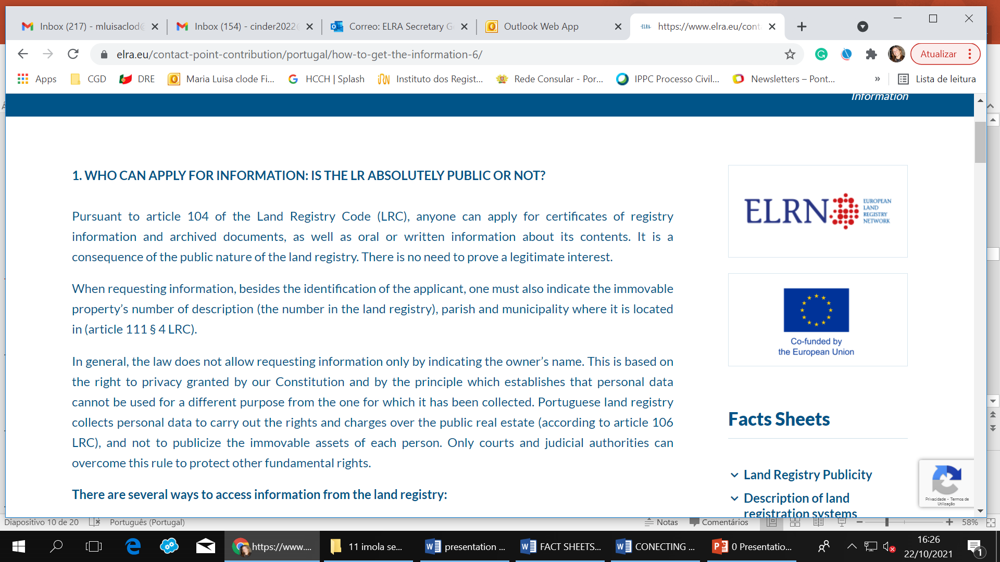 Inbox (217) - mluisaclod@
Inbox (154) - cinder2022@
Correo: ELRA Secretary Ge
Outlook Web App
https://www.elra.eu/conta
elra.eu/contact-point-contribution/portugal/how-to-get-the-information-6/
Atualizar
Apps
CGD
DRE
Maria Luisa clode Fi...
HCCH | Splash
Instituto dos Regist...
Rede Consular - Por...
IPPC Processo Civil...
Newsletters – Pont...
»
Lista de leitura
Information
1. WHO CAN APPLY FOR INFORMATION: IS THE LR ABSOLUTELY PUBLIC OR NOT?
Pursuant to article 104 of the Land Registry Code (LRC), anyone can apply for certificates of registry
information and archived documents, as well as oral or written information about its contents. It is a
consequence of the public nature of the land registry. There is no need to prove a legitimate interest.
When requesting information, besides the identification of the applicant, one must also indicate the immovable
property’s number of description (the number in the land registry), parish and municipality where it is located
in (article 111 § 4 LRC).
In general, the law does not allow requesting information only by indicating the owner’s name. This is based on
the right to privacy granted by our Constitution and by the principle which establishes that personal data
cannot be used for a different purpose from the one for which it has been collected. Portuguese land registry
collects personal data to carry out the rights and charges over the public real estate (according to article 106
LRC), and not to publicize the immovable assets of each person. Only courts and judicial authorities can
overcome this rule to protect other fundamental rights.
There are several ways to access information from the land registry:
ELRN
EUROPEAN
LAND
REGISTRY
NETWORK
Co-funded by
the European Union
Facts Sheets
Land Registry Publicity
Description of land
registration systems
Privacidade - Termos de
Utilização
Diapositivo 10 de 20
Português (Portugal)
Notas
Comentários
58%
https://www....
11 imola se...
presentation ...
FACT SHEETS...
CONECTING ...
0 Presentatio...
16:26
22/10/2021
1